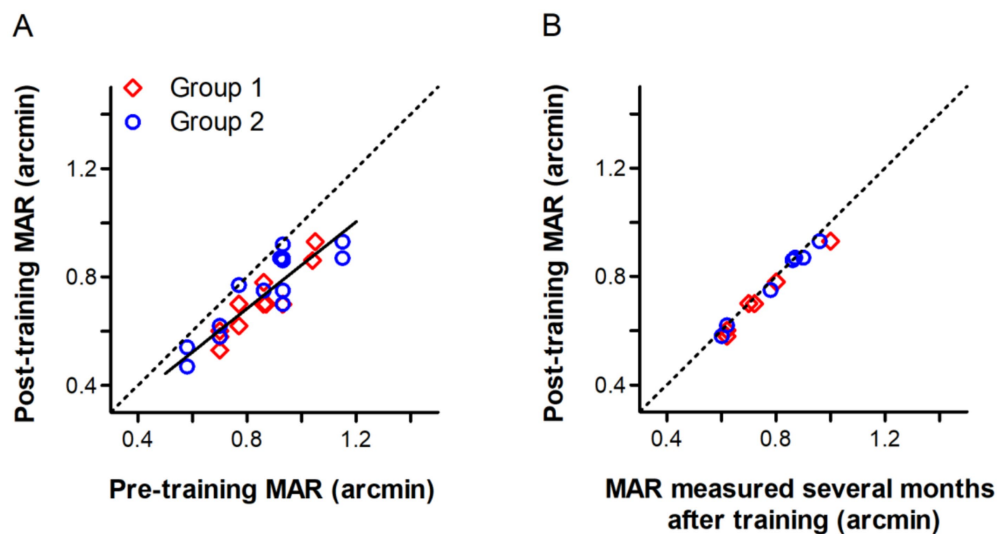 A
Group 1
Group 2
Post-training MAR (arcmin)
1.2
0.8
0.4
0.4
0.8
1.2
Pre-training MAR (arcmin)
B
Post-training MAR (arcmin)
1.2
0.8
0.4
0.4
0.8
1.2
MAR measured several months
after training (arcmin)